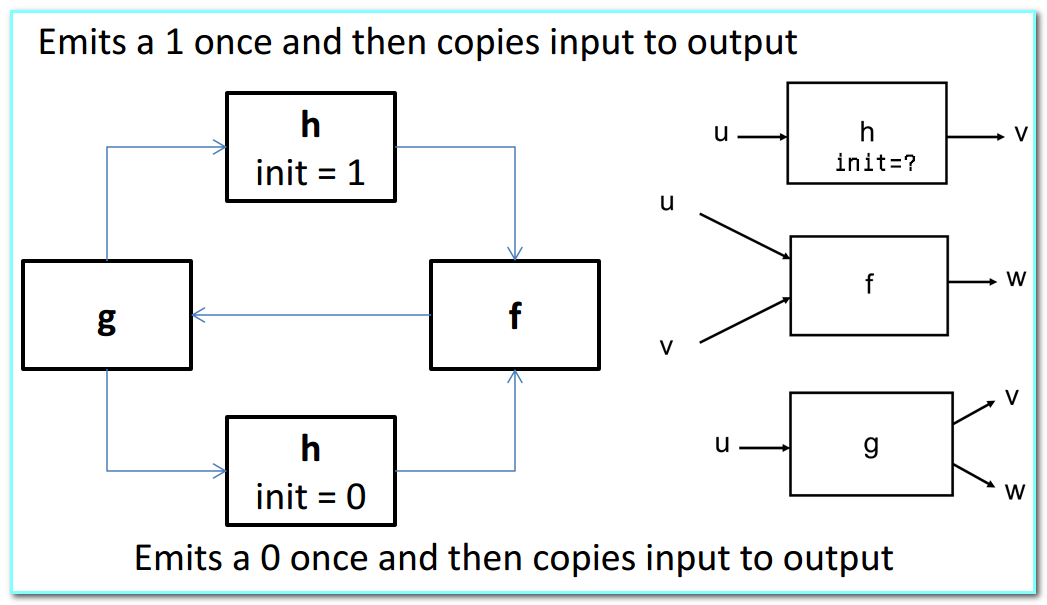 Emits a 1 once and then copies input to output
h
init = 1
g
f
h
init = 0
Emits a 0 once and then copies input to output
u
h
init=?
v
u
v
f
w
u
g
v
w